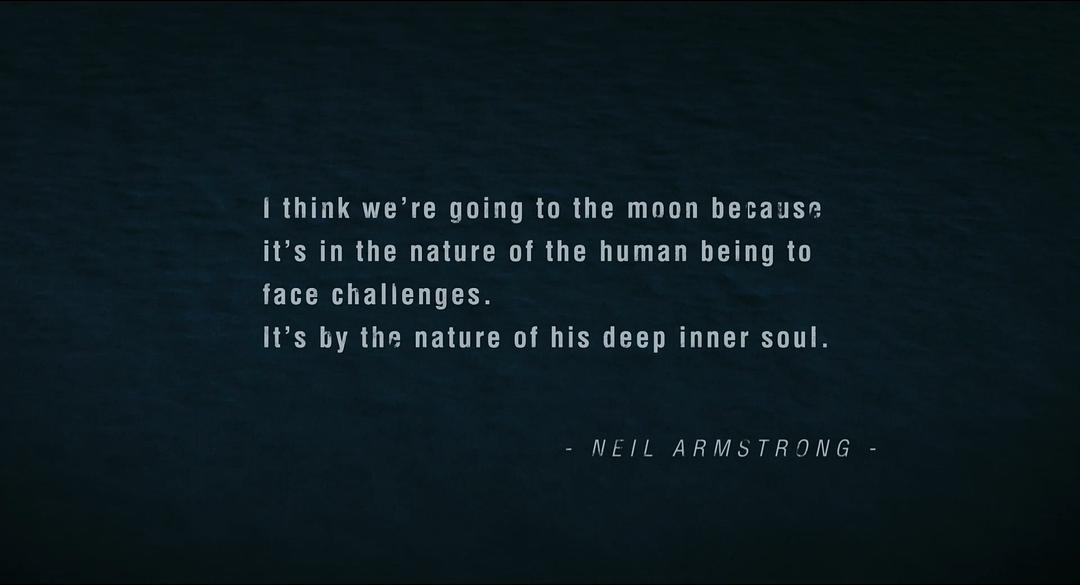 I think we’re going to the moon because
it’s in the nature of the human being to
face challenges.
It’s by the nature of his deep inner soul.
- NEIL ARMSTRONG -